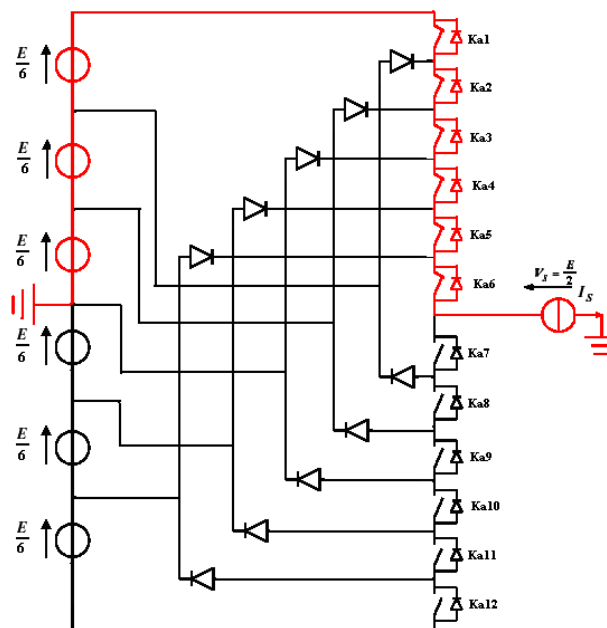 E/6
Ka1
Ka2
E/6
Ka3
Ka4
E/6
Ka5
Ka6
V_S = E/2
I_S
E/6
Ka7
Ka8
E/6
Ka9
Ka10
E/6
Ka11
Ka12